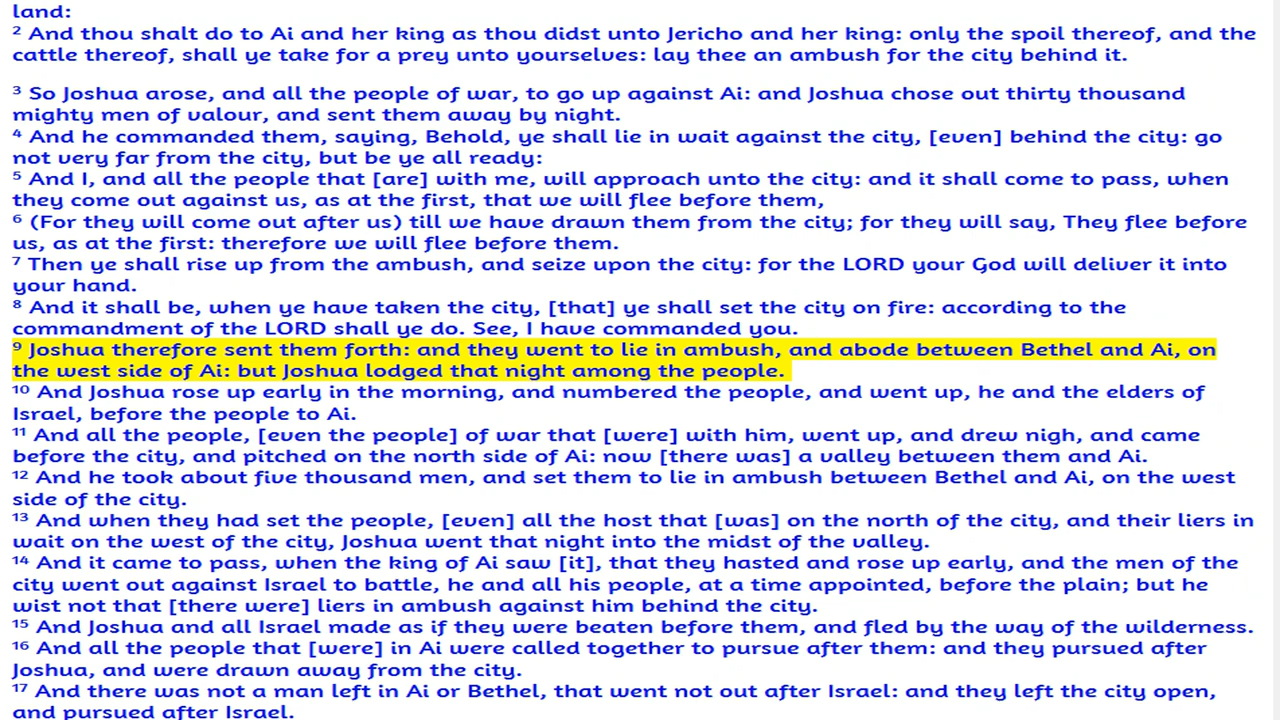 land:
² And thou shalt do to Ai and her king as thou didst unto Jericho and her king: only the spoil thereof, and the
cattle thereof, shall ye take for a prey unto yourselves: lay thee an ambush for the city behind it.
³ So Joshua arose, and all the people of war, to go up against Ai: and Joshua chose out thirty thousand
mighty men of valour, and sent them away by night.
⁴ And he commanded them, saying, Behold, ye shall lie in wait against the city, [even] behind the city: go
not very far from the city, but be ye all ready:
⁵ And I, and all the people that [are] with me, will approach unto the city: and it shall come to pass, when
they come out against us, as at the first, that we will flee before them,
⁶ (For they will come out after us) till we have drawn them from the city; for they will say, They flee before
us, as at the first: therefore we will flee before them.
⁷ Then ye shall rise up from the ambush, and seize upon the city: for the LORD your God will deliver it into
your hand.
⁸ And it shall be, when ye have taken the city, [that] ye shall set the city on fire: according to the
commandment of the LORD shall ye do. See, I have commanded you.
⁹ Joshua therefore sent them forth: and they went to lie in ambush, and abode between Bethel and Ai, on
the west side of Ai: but Joshua lodged that night among the people.
¹⁰ And Joshua rose up early in the morning, and numbered the people, and went up, he and the elders of
Israel, before the people to Ai.
¹¹ And all the people, [even the people] of war that [were] with him, went up, and drew nigh, and came
before the city, and pitched on the north side of Ai: now [there was] a valley between them and Ai.
¹² And he took about five thousand men, and set them to lie in ambush between Bethel and Ai, on the west
side of the city.
¹³ And when they had set the people, [even] all the host that [was] on the north of the city, and their liers in
wait on the west of the city, Joshua went that night into the midst of the valley.
¹⁴ And it came to pass, when the king of Ai saw [it], that they hasted and rose up early, and the men of the
city went out against Israel to battle, he and all his people, at a time appointed, before the plain; but he
wist not that [there were] liers in ambush against him behind the city.
¹⁵ And Joshua and all Israel made as if they were beaten before them, and fled by the way of the wilderness.
¹⁶ And all the people that [were] in Ai were called together to pursue after them: and they pursued after
Joshua, and were drawn away from the city.
¹⁷ And there was not a man left in Ai or Bethel, that went not out after Israel: and they left the city open,
and pursued after Israel.